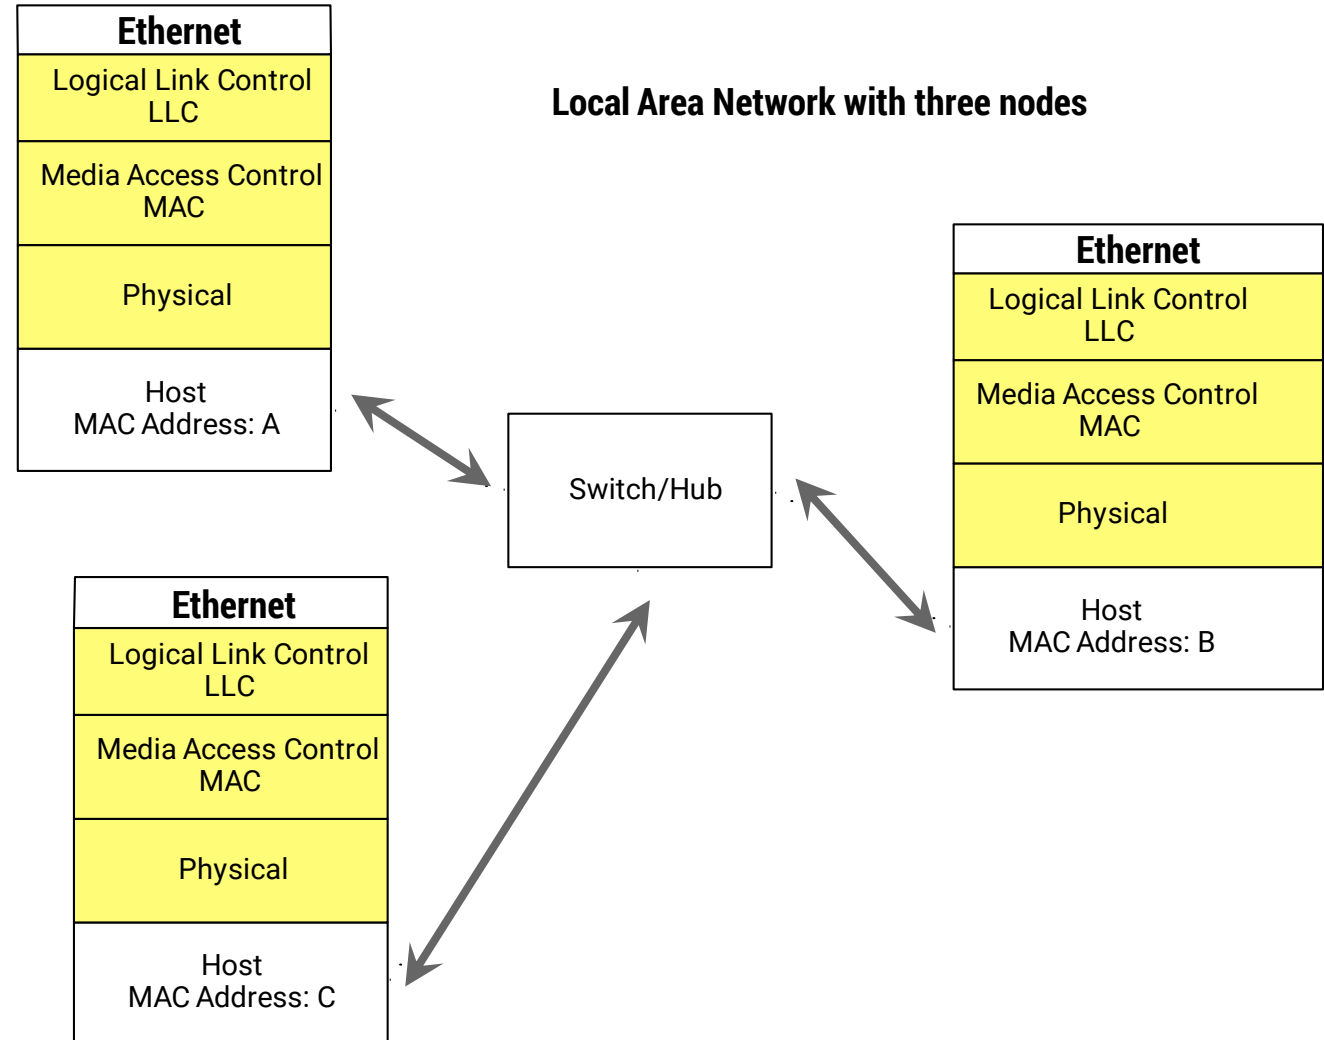 Ethernet
Logical Link Control
LLC
Media Access Control
MAC
Physical
Host
MAC Address: A
Local Area Network with three nodes
Switch/Hub
Ethernet
Logical Link Control
LLC
Media Access Control
MAC
Physical
Host
MAC Address: B
Ethernet
Logical Link Control
LLC
Media Access Control
MAC
Physical
Host
MAC Address: C